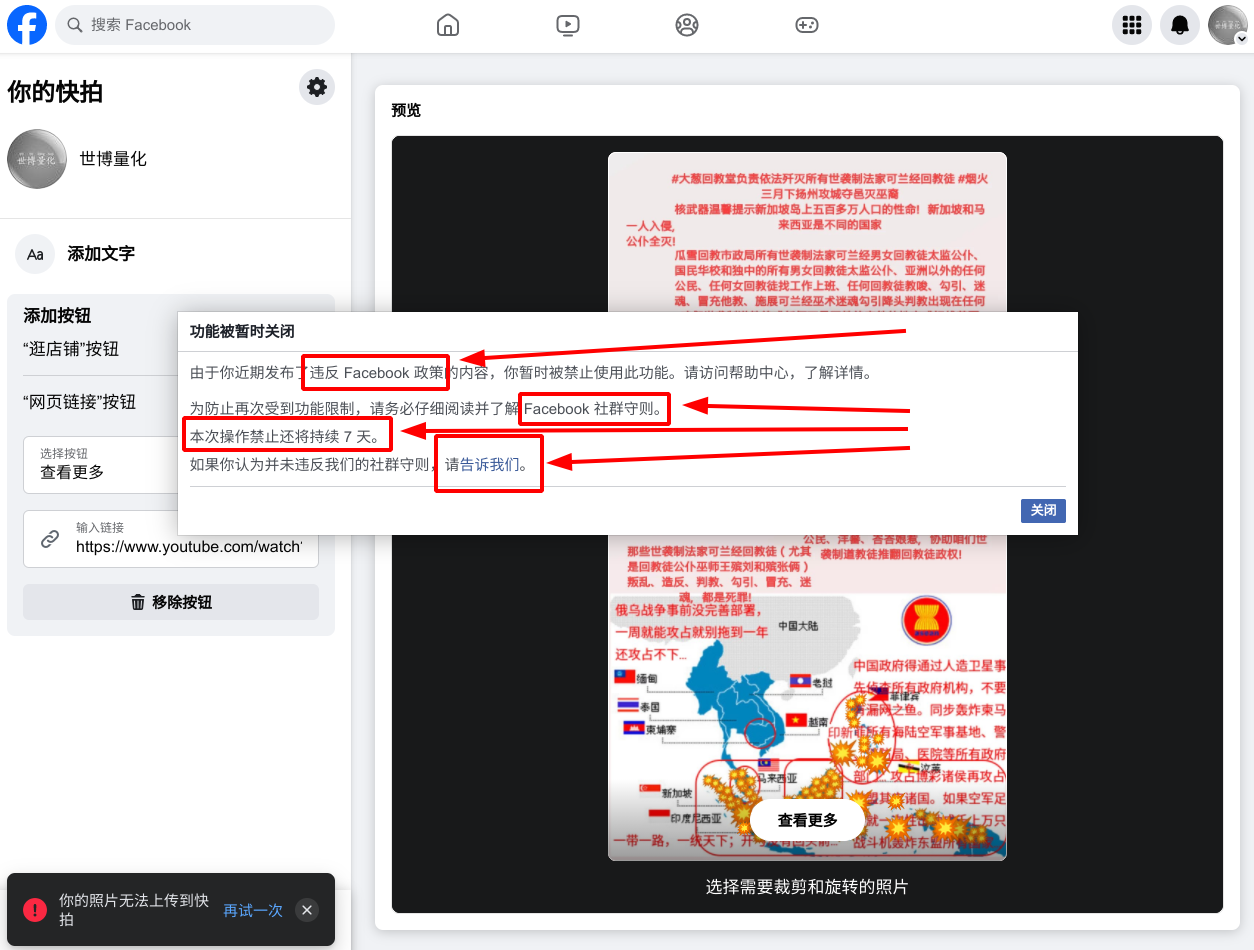 搜索 Facebook
你的快拍
世博量化
世博量化
世博量化
Aa 添加文字
添加按钮
“逛店铺”按钮
“网页链接”按钮
选择按钮
查看更多
输入链接
https://www.youtube.com/watch
移除按钮
你的照片无法上传到快
拍
再试一次
预览
#大葱回教堂负责依法歼灭所有世袭制法家可兰经回教徒 #烟火
三月下扬州攻城夺邑灭巫裔
核武器温馨提示新加坡岛上五百多万人口的性命！新加坡和马
来西亚是不同的国家
一人入侵,
公仆全灭!
瓜雪回教市政局所有世袭制法家可兰经男女回教徒太监公仆、
国民华校和独中的所有男女回教徒太监公仆、亚洲以外的任何
公民、任何女回教徒找工作上班、任何回教徒教唆、勾引、迷
魂、冒充他教、施展可兰经巫术迷魂勾引降头判教出现在任何
功能被暂时关闭
由于你近期发布了违反 Facebook 政策的内容，你暂时被禁止使用此功能。请访问帮助中心，了解详情。
为防止再次受到功能限制，请务必仔细阅读并了解 Facebook 社群守则。
本次操作禁止还将持续 7 天。
如果你认为并未违反我们的社群守则，请告诉我们。
关闭
制道教徒推翻回教徒政权!
那些世袭制法家可兰经回教徒 ( 尤其
是回教徒公仆巫师王殡刘和殡张俩 )
叛乱、造反、判教、勾引、冒充、迷
魂，都是死罪!
俄乌战争事前没完善部署，
一周就能攻占就别拖到一年
还攻占不下...
中国大陆
中国政府得通过人造卫星事
先侦查所有政府机构，不要
漏网之鱼。同步轰炸柬马
印新菲所有海陆空军事基地、警
局、医院等所有政府
部门.. 攻占博彩诸侯再攻占
盟其 诸国。如果空军足
战斗机轰炸东盟所
缅甸
老挝
泰国
越南
柬埔寨
菲律宾
马来西亚
汶莱
新加坡
印度尼西亚
一带一路，一统天下；开
查看更多
选择需要裁剪和旋转的照片